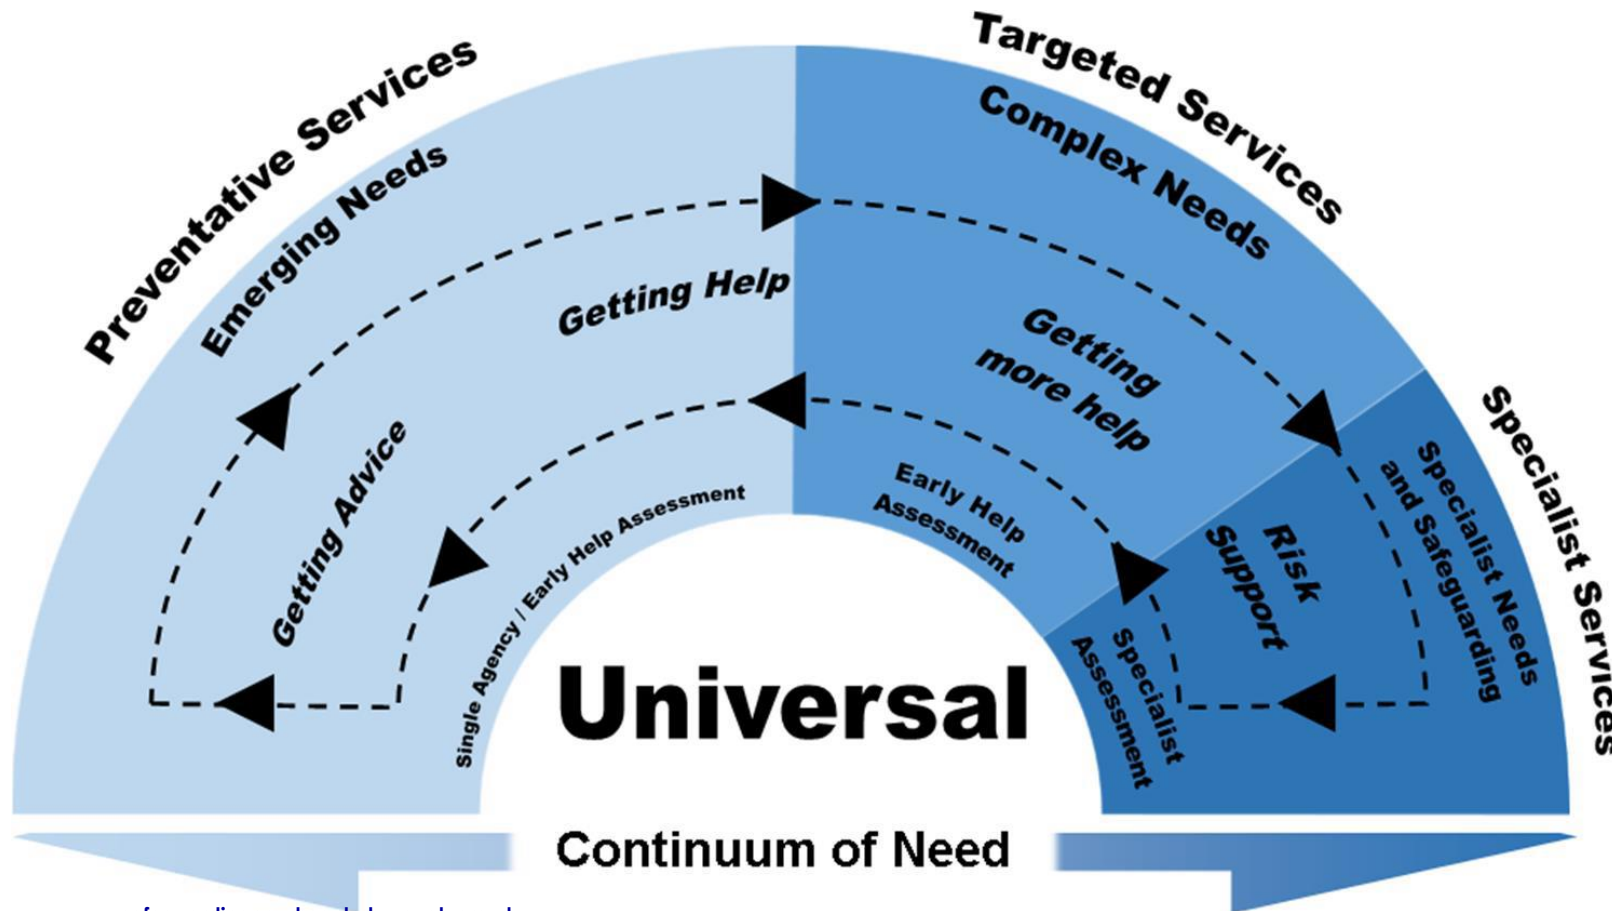 Preventative Services
Emerging Needs
Getting Advice
Getting Help
Single Agency / Early Help Assessment
Targeted Services
Complex Needs
Getting
more help
Early Help
Assessment
Specialist Services
Specialist Needs
and Safeguarding
Risk
Support
Specialist
Assessment
Universal
Continuum of Need